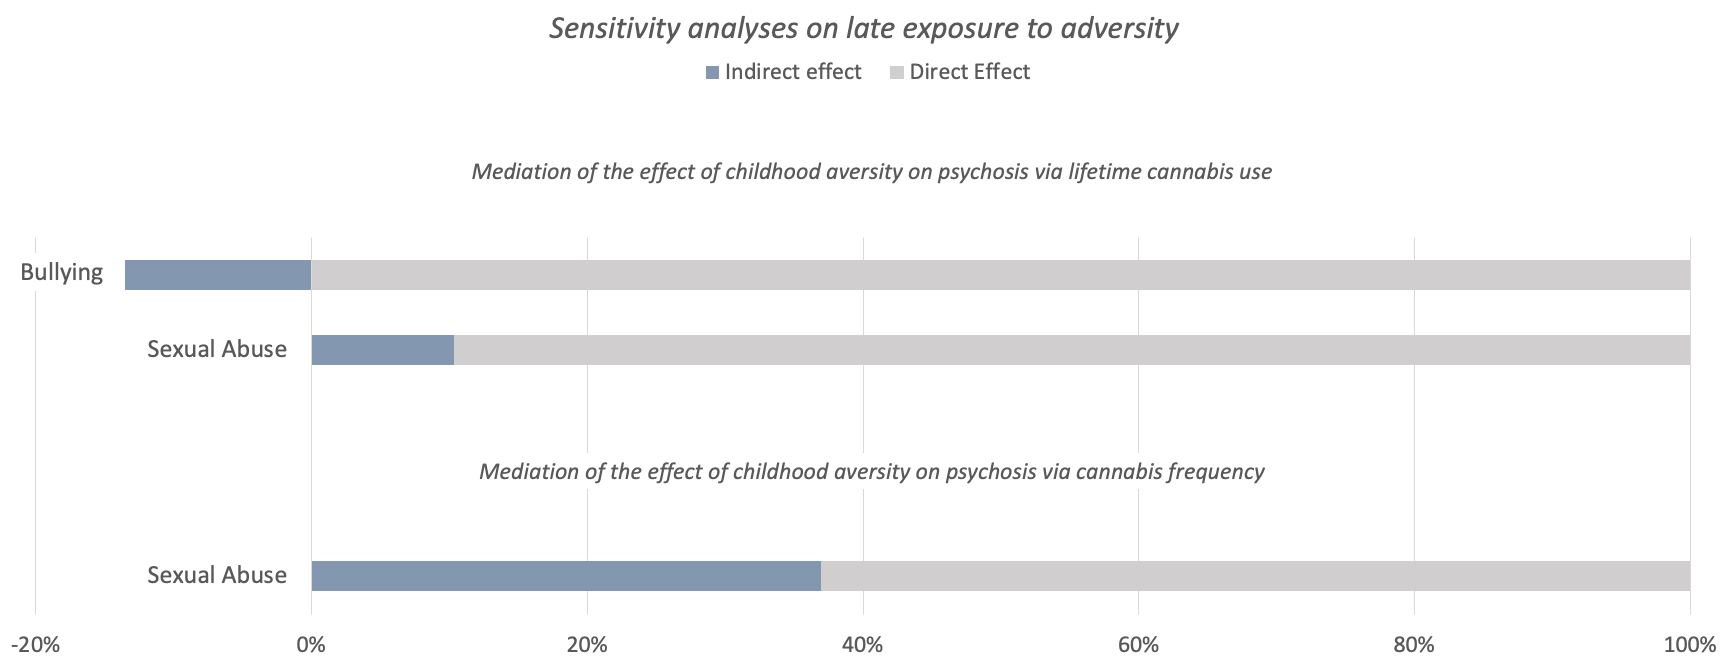 Sensitivity analyses on late exposure to adversity
Indirect effect Direct Effect
Mediation of the effect of childhood aversity on psychosis via lifetime cannabis use
Bullying
Sexual Abuse
Mediation of the effect of childhood aversity on psychosis via cannabis frequency
Sexual Abuse
-20% 0% 20% 40% 60% 80% 100%